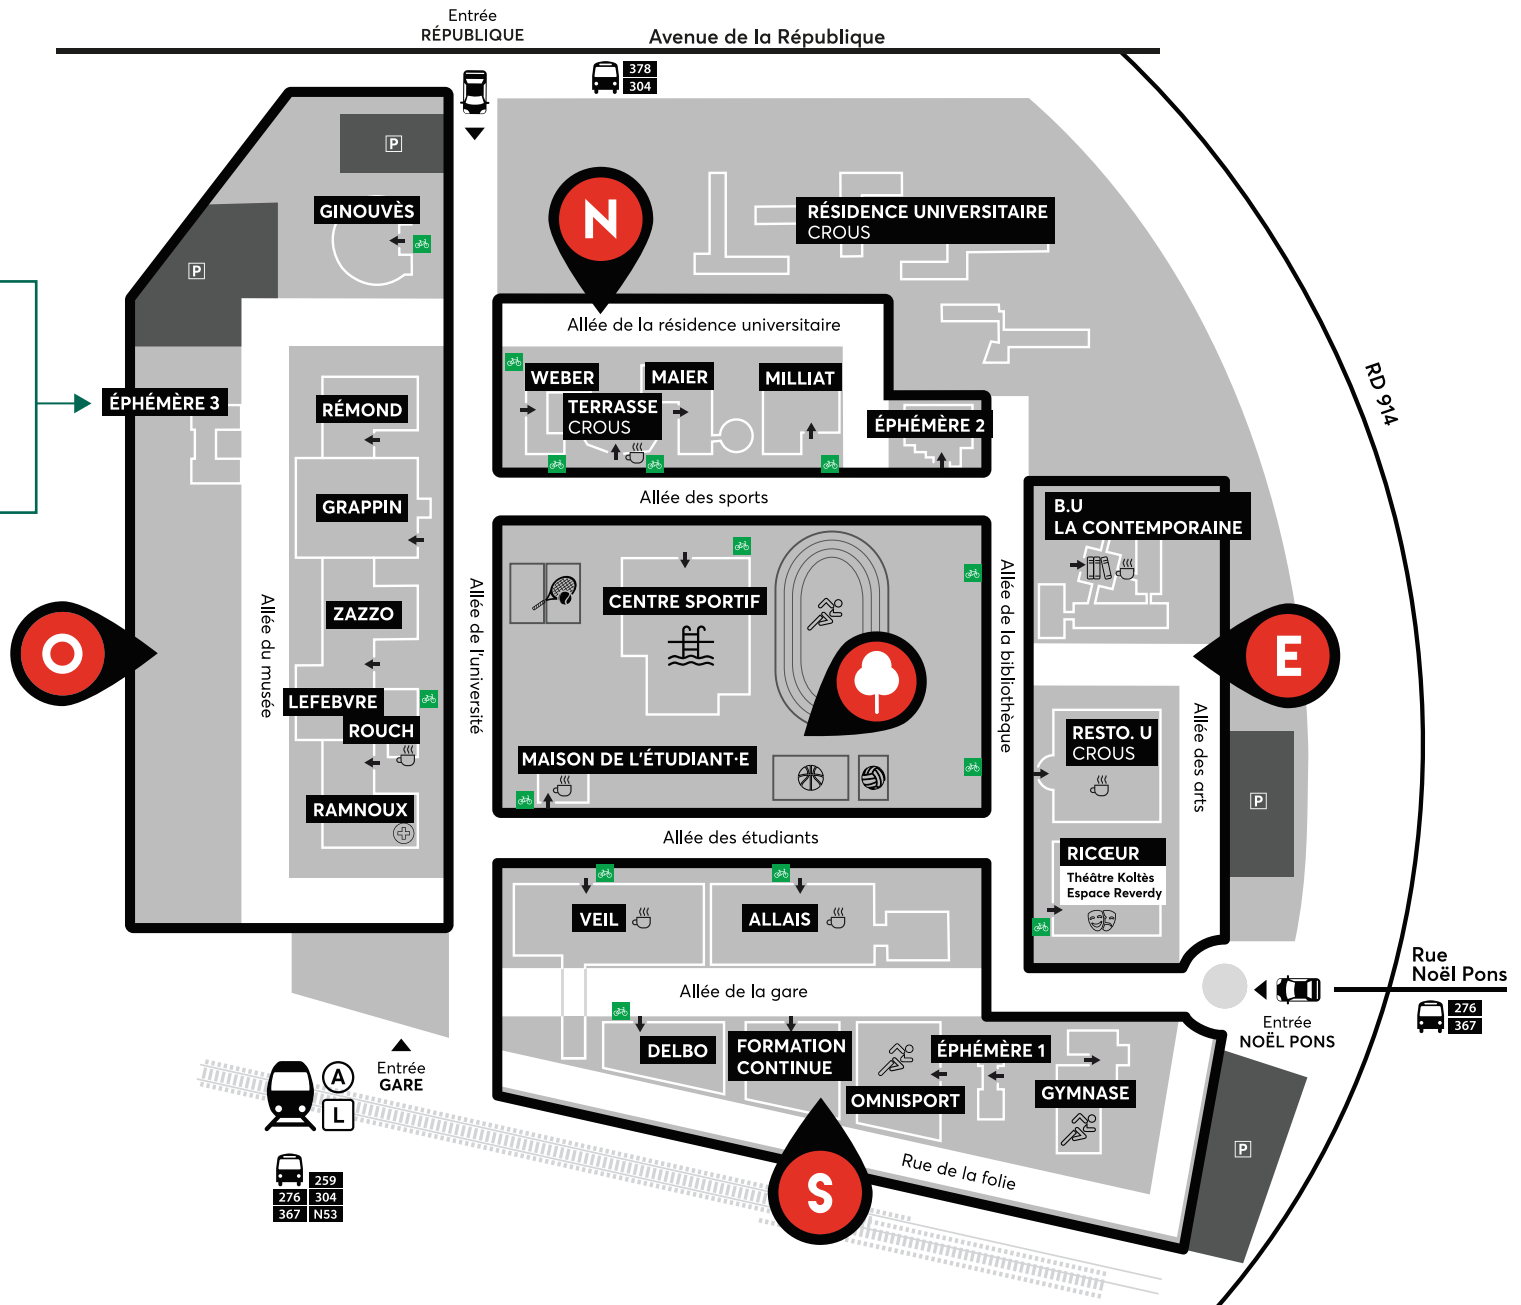 Entrée
RÉPUBLIQUE
Avenue de la République
378
304
P
GINOUVÈS
P
N
RÉSIDENCE UNIVERSITAIRE
CROUS
Allée de la résidence universitaire
RD 914
WEBER
MAIER
MILLIAT
TERRASSE
CROUS
ÉPHÉMÈRE 2
ÉPHÉMÈRE 3
RÉMOND
GRAPPIN
ZAZZO
LEFEBVRE
ROUCH
RAMNOUX
Allée du musée
Allée de l'université
O
Allée des sports
CENTRE SPORTIF
MAISON DE L'ÉTUDIANT·E
Allée de la bibliothèque
B.U
LA CONTEMPORAINE
E
RESTO. U
CROUS
Allée des arts
P
RICŒUR
Théâtre Koltès
Espace Reverdy
Allée des étudiants
VEIL
ALLAIS
Allée de la gare
DELBO
FORMATION
CONTINUE
ÉPHÉMÈRE 1
OMNISPORT
GYMNASE
Rue
Noël Pons
276
367
Entrée
NOËL PONS
P
Rue de la folie
S
Entrée
GARE
A
L
259
276 304
367 N53